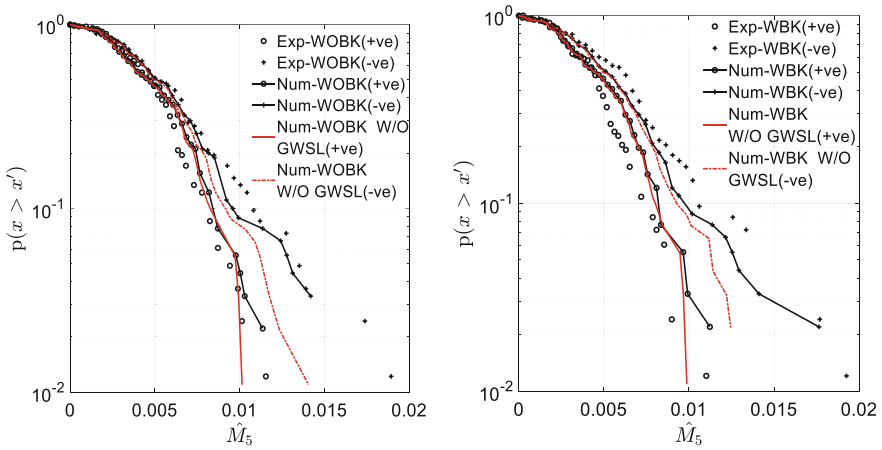 10^0
10^-1
10^-2
p(x > x′)
Exp-WOBK(+ve)
Exp-WOBK(-ve)
Num-WOBK(+ve)
Num-WOBK(-ve)
Num-WOBK W/O
GWSL(+ve)
Num-WOBK
W/O GWSL(-ve)
0 0.005 0.01 0.015 0.02
M̂₅
10^0
10^-1
10^-2
p(x > x′)
Exp-WBK(+ve)
Exp-WBK(-ve)
Num-WBK(+ve)
Num-WBK(-ve)
Num-WBK
W/O GWSL(+ve)
Num-WBK W/O
GWSL(-ve)
0 0.005 0.01 0.015 0.02
M̂₅